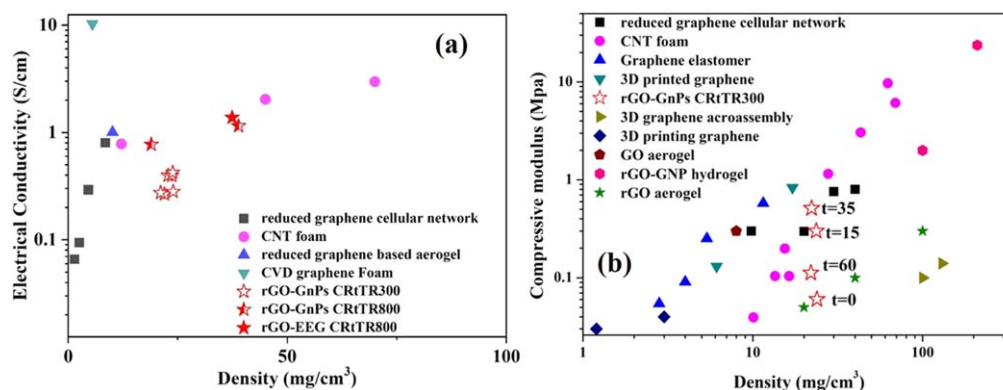 (a)
Electrical Conductivity (S/cm)
10
1
0.1
reduced graphene cellular network
CNT foam
reduced graphene based aerogel
CVD graphene Foam
rGO-GnPs CRtTR300
rGO-GnPs CRtTR800
rGO-EEG CRtTR800
0
50
100
Density (mg/cm³)
(b)
Compressive modulus (Mpa)
10
1
0.1
reduced graphene cellular network
CNT foam
Graphene elastomer
3D printed graphene
rGO-GnPs CRtTR300
3D graphene acroassembly
3D printing graphene
GO aerogel
rGO-GNP hydrogel
rGO aerogel
t=35
t=15
t=60
t=0
1
10
100
Density (mg/cm³)